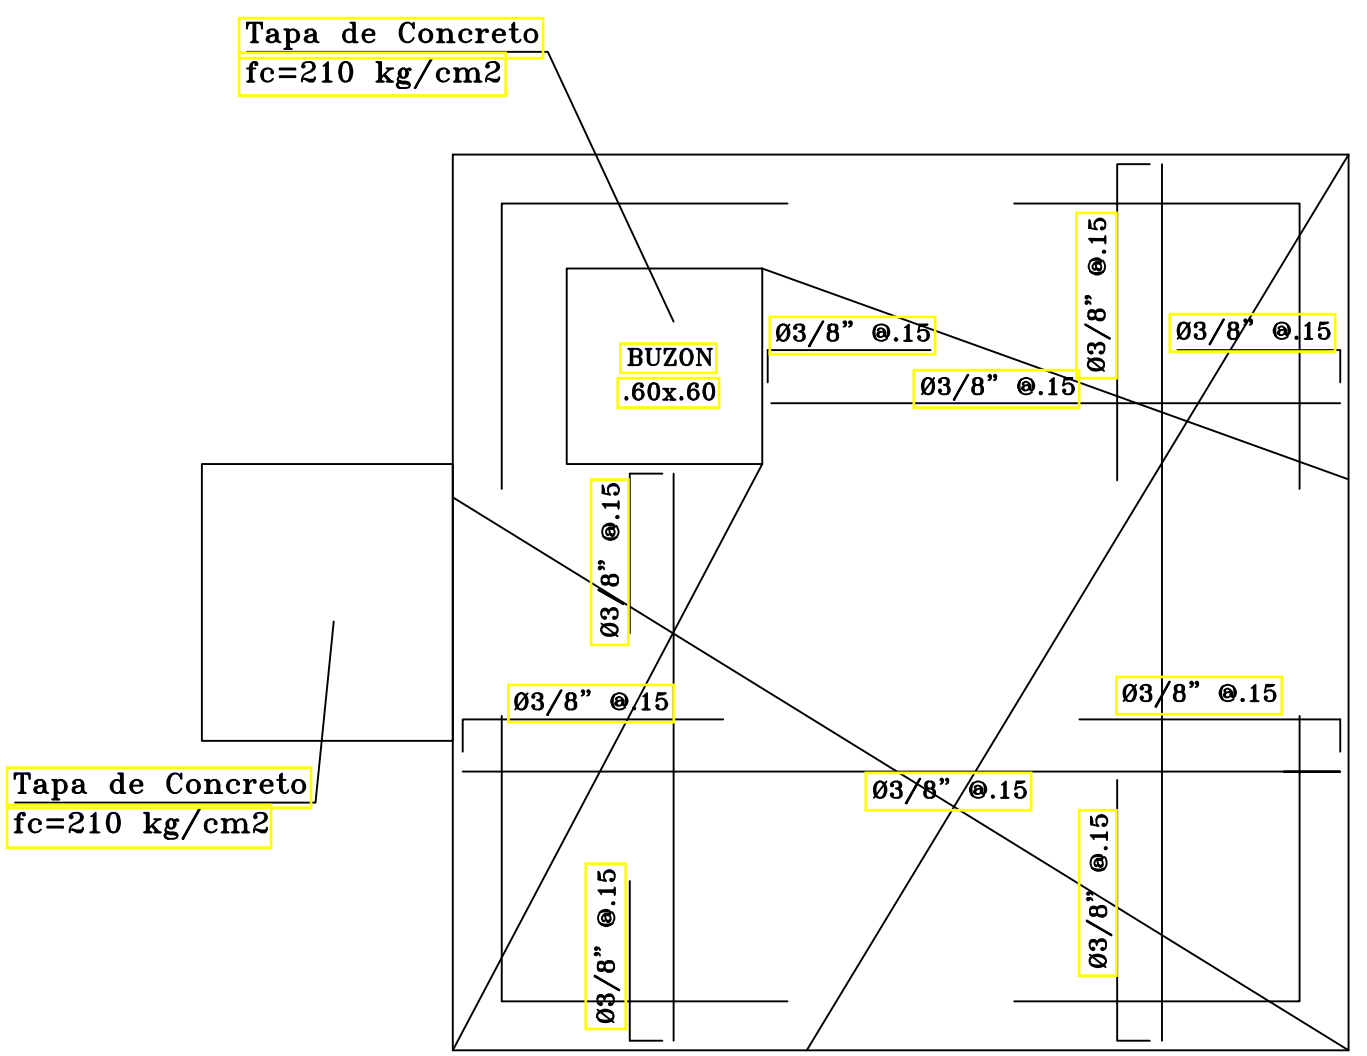 Tapa de Concreto
fc=210 kg/cm2
Ø3/8" @.15
Ø3/8" @.15
Ø3/8" @.15
BUZON
.60x.60
Ø3/8" @.15
Ø3/8" @.15
Ø3/8" @.15
Ø3/8" @.15
Tapa de Concreto
fc=210 kg/cm2
Ø3/8" @.15
Ø3/8" @.15
Ø3/8" @.15